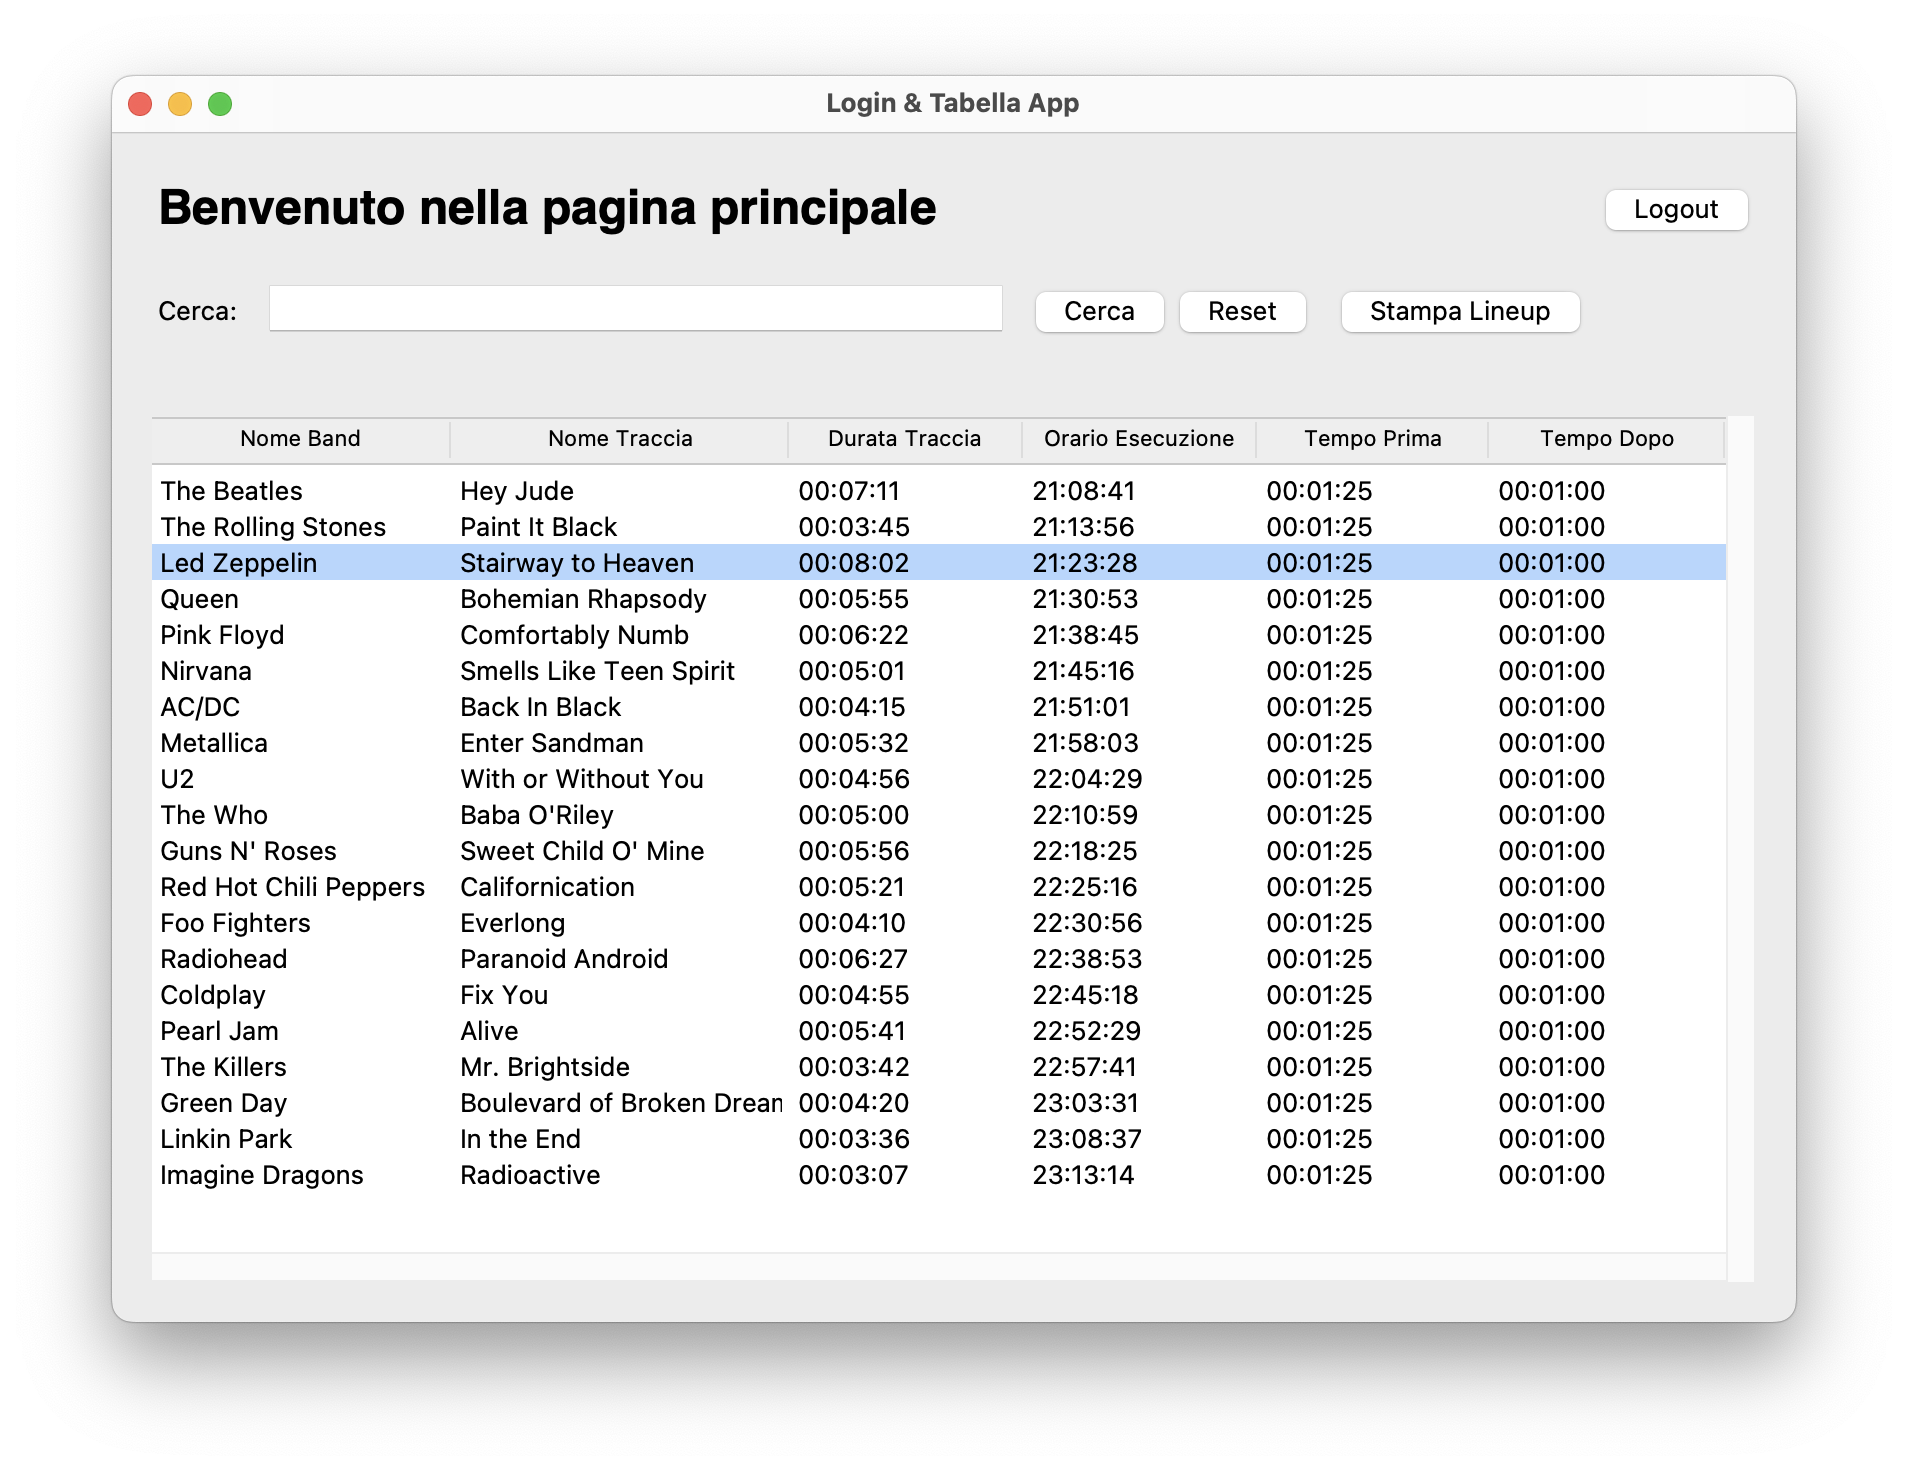 Login & Tabella App
Benvenuto nella pagina principale
Logout
Cerca: Cerca Reset Stampa Lineup
Nome Band Nome Traccia Durata Traccia Orario Esecuzione Tempo Prima Tempo Dopo
The Beatles Hey Jude 00:07:11 21:08:41 00:01:25 00:01:00
The Rolling Stones Paint It Black 00:03:45 21:13:56 00:01:25 00:01:00
Led Zeppelin Stairway to Heaven 00:08:02 21:23:28 00:01:25 00:01:00
Queen Bohemian Rhapsody 00:05:55 21:30:53 00:01:25 00:01:00
Pink Floyd Comfortably Numb 00:06:22 21:38:45 00:01:25 00:01:00
Nirvana Smells Like Teen Spirit 00:05:01 21:45:16 00:01:25 00:01:00
AC/DC Back In Black 00:04:15 21:51:01 00:01:25 00:01:00
Metallica Enter Sandman 00:05:32 21:58:03 00:01:25 00:01:00
U2 With or Without You 00:04:56 22:04:29 00:01:25 00:01:00
The Who Baba O'Riley 00:05:00 22:10:59 00:01:25 00:01:00
Guns N' Roses Sweet Child O' Mine 00:05:56 22:18:25 00:01:25 00:01:00
Red Hot Chili Peppers Californication 00:05:21 22:25:16 00:01:25 00:01:00
Foo Fighters Everlong 00:04:10 22:30:56 00:01:25 00:01:00
Radiohead Paranoid Android 00:06:27 22:38:53 00:01:25 00:01:00
Coldplay Fix You 00:04:55 22:45:18 00:01:25 00:01:00
Pearl Jam Alive 00:05:41 22:52:29 00:01:25 00:01:00
The Killers Mr. Brightside 00:03:42 22:57:41 00:01:25 00:01:00
Green Day Boulevard of Broken 00:04:20 23:03:31 00:01:25 00:01:00
Linkin Park In the End 00:03:36 23:08:37 00:01:25 00:01:00
Imagine Dragons Radioactive 00:03:07 23:13:14 00:01:25 00:01:00